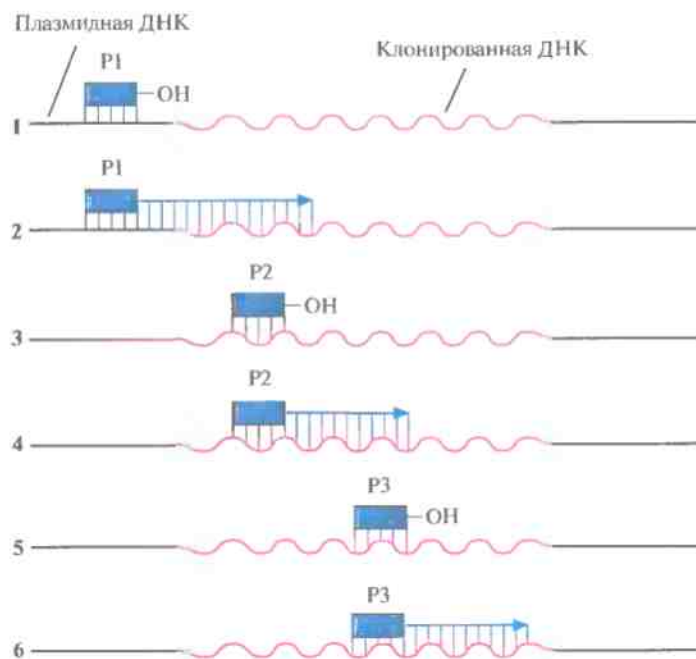 Плазмидная ДНК
Клонированная ДНК
P1
OH
1
P1
2
P2
OH
3
P2
4
P3
OH
5
P3
6